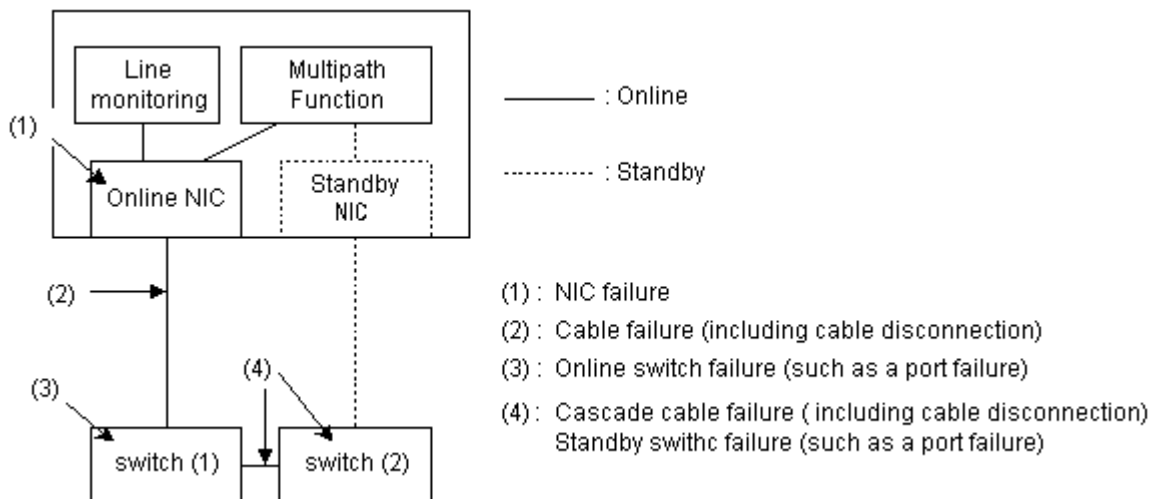 Line
monitoring
Multipath
Function
: Online
(1)
: Standby
Online NIC
Standby
NIC
(2)
(1) : NIC failure
(2) : Cable failure (including cable disconnection)
(3) : Online switch failure (such as a port failure)
(4) : Cascade cable failure ( including cable disconnection)
Standby swithc failure (such as a port failure)
(3)
(4)
switch (1)
switch (2)